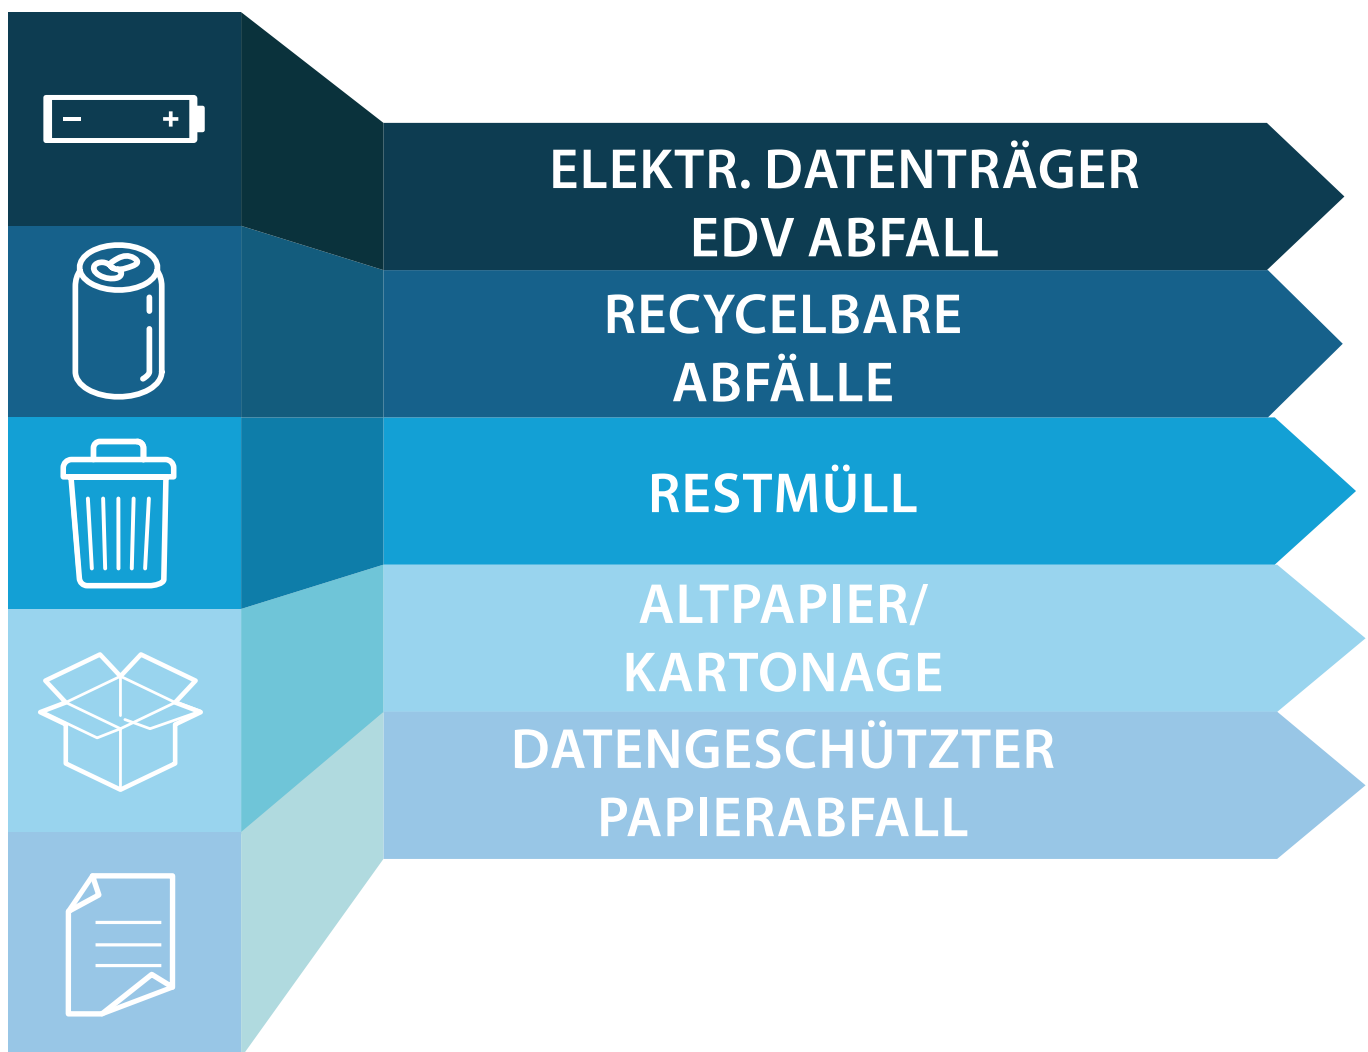 ELEKTR. DATENTRÄGER
EDV ABFALL
RECYCELBARE
ABFÄLLE
RESTMÜLL
ALTPAPIER/
KARTONAGE
DATENGESCHÜTZTER
PAPIERABFALL